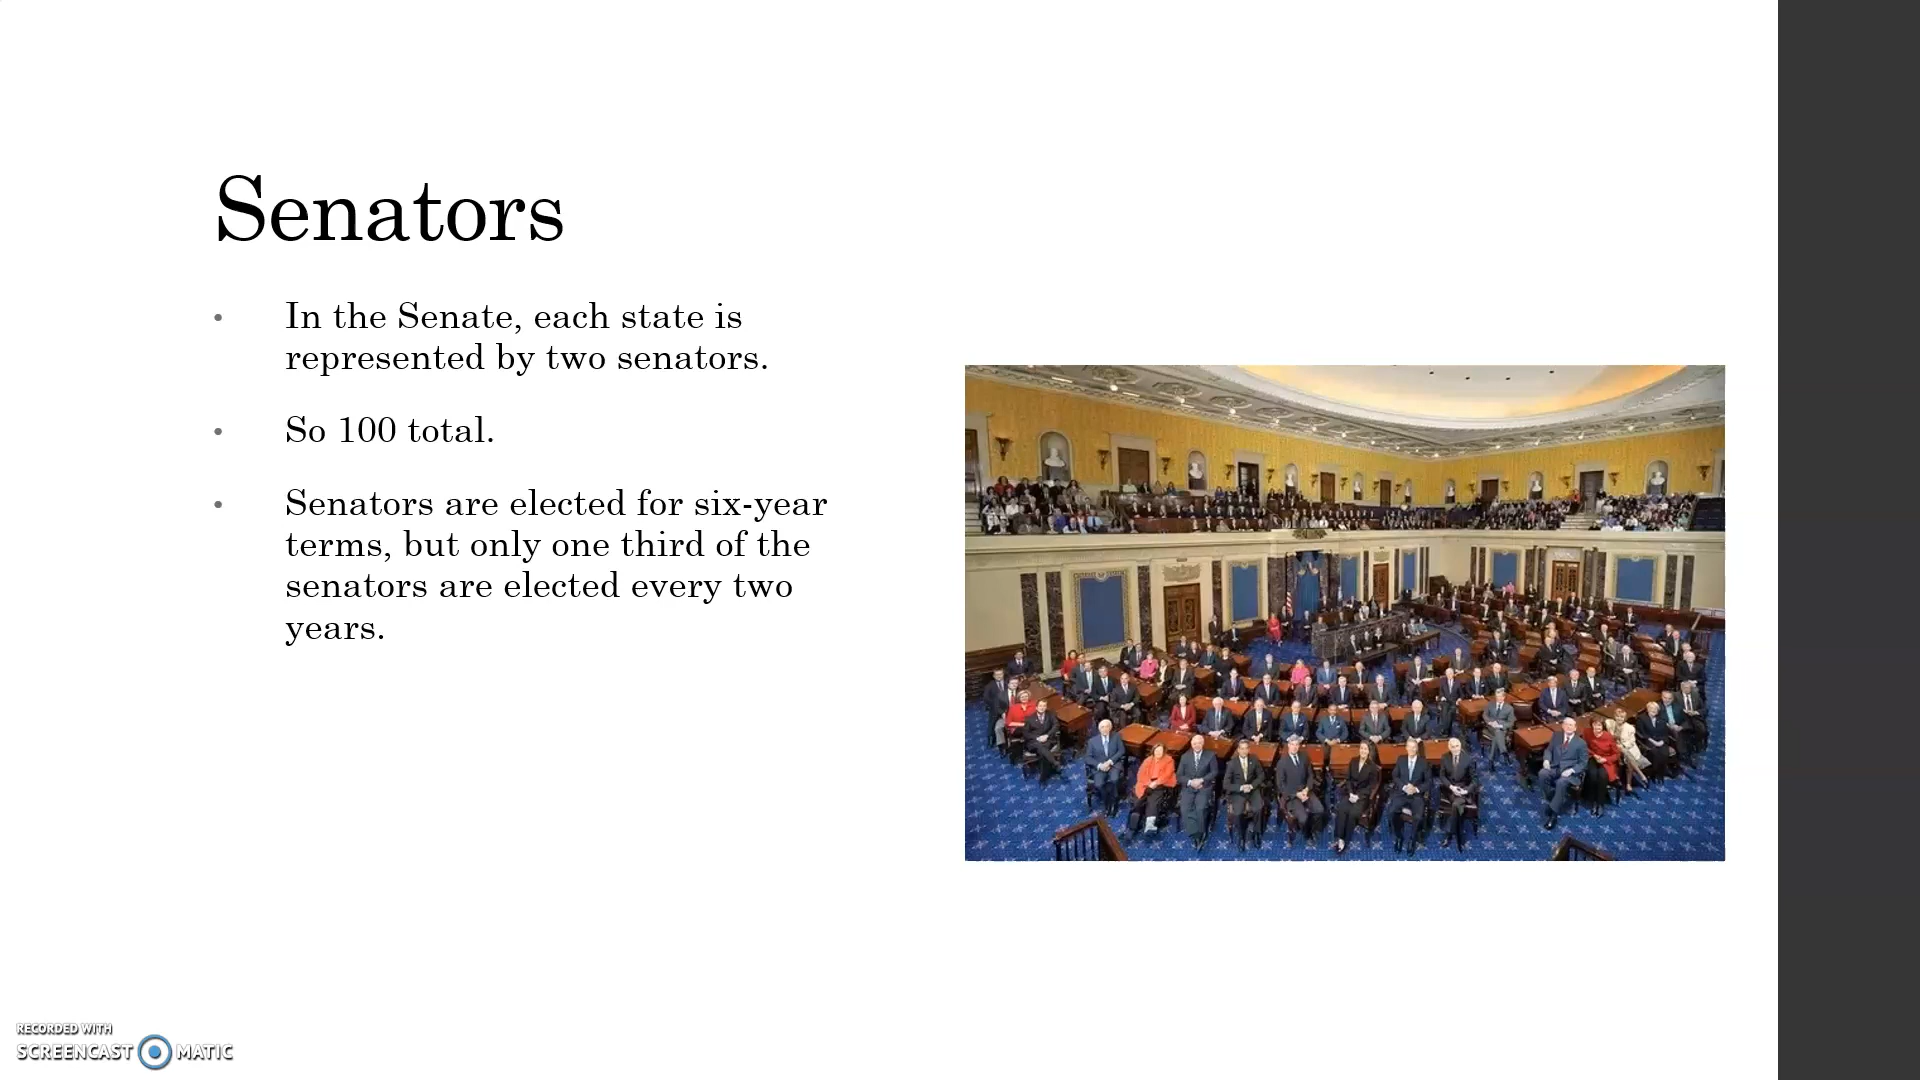 Senators
• In the Senate, each state is
represented by two senators.
• So 100 total.
• Senators are elected for six-year
terms, but only one third of the
senators are elected every two
years.
RECORDED WITH
SCREENCAST MATIC